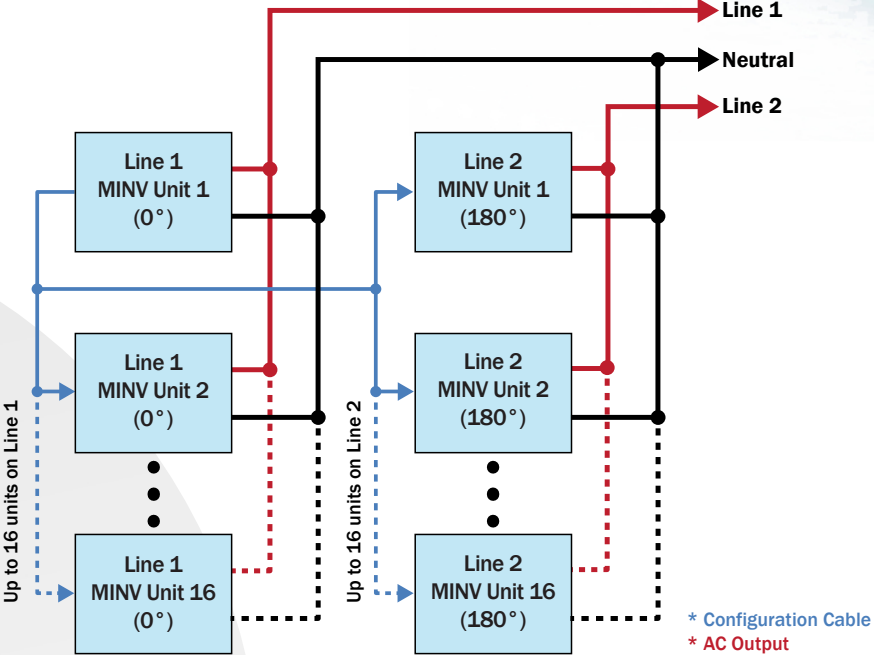 Line 1
Neutral
Line 2
Line 1
MINV Unit 1
(0°)
Line 2
MINV Unit 1
(180°)
Line 1
MINV Unit 2
(0°)
Line 2
MINV Unit 2
(180°)
Up to 16 units on Line 1
Up to 16 units on Line 2
Line 1
MINV Unit 16
(0°)
Line 2
MINV Unit 16
(180°)
* Configuration Cable
* AC Output